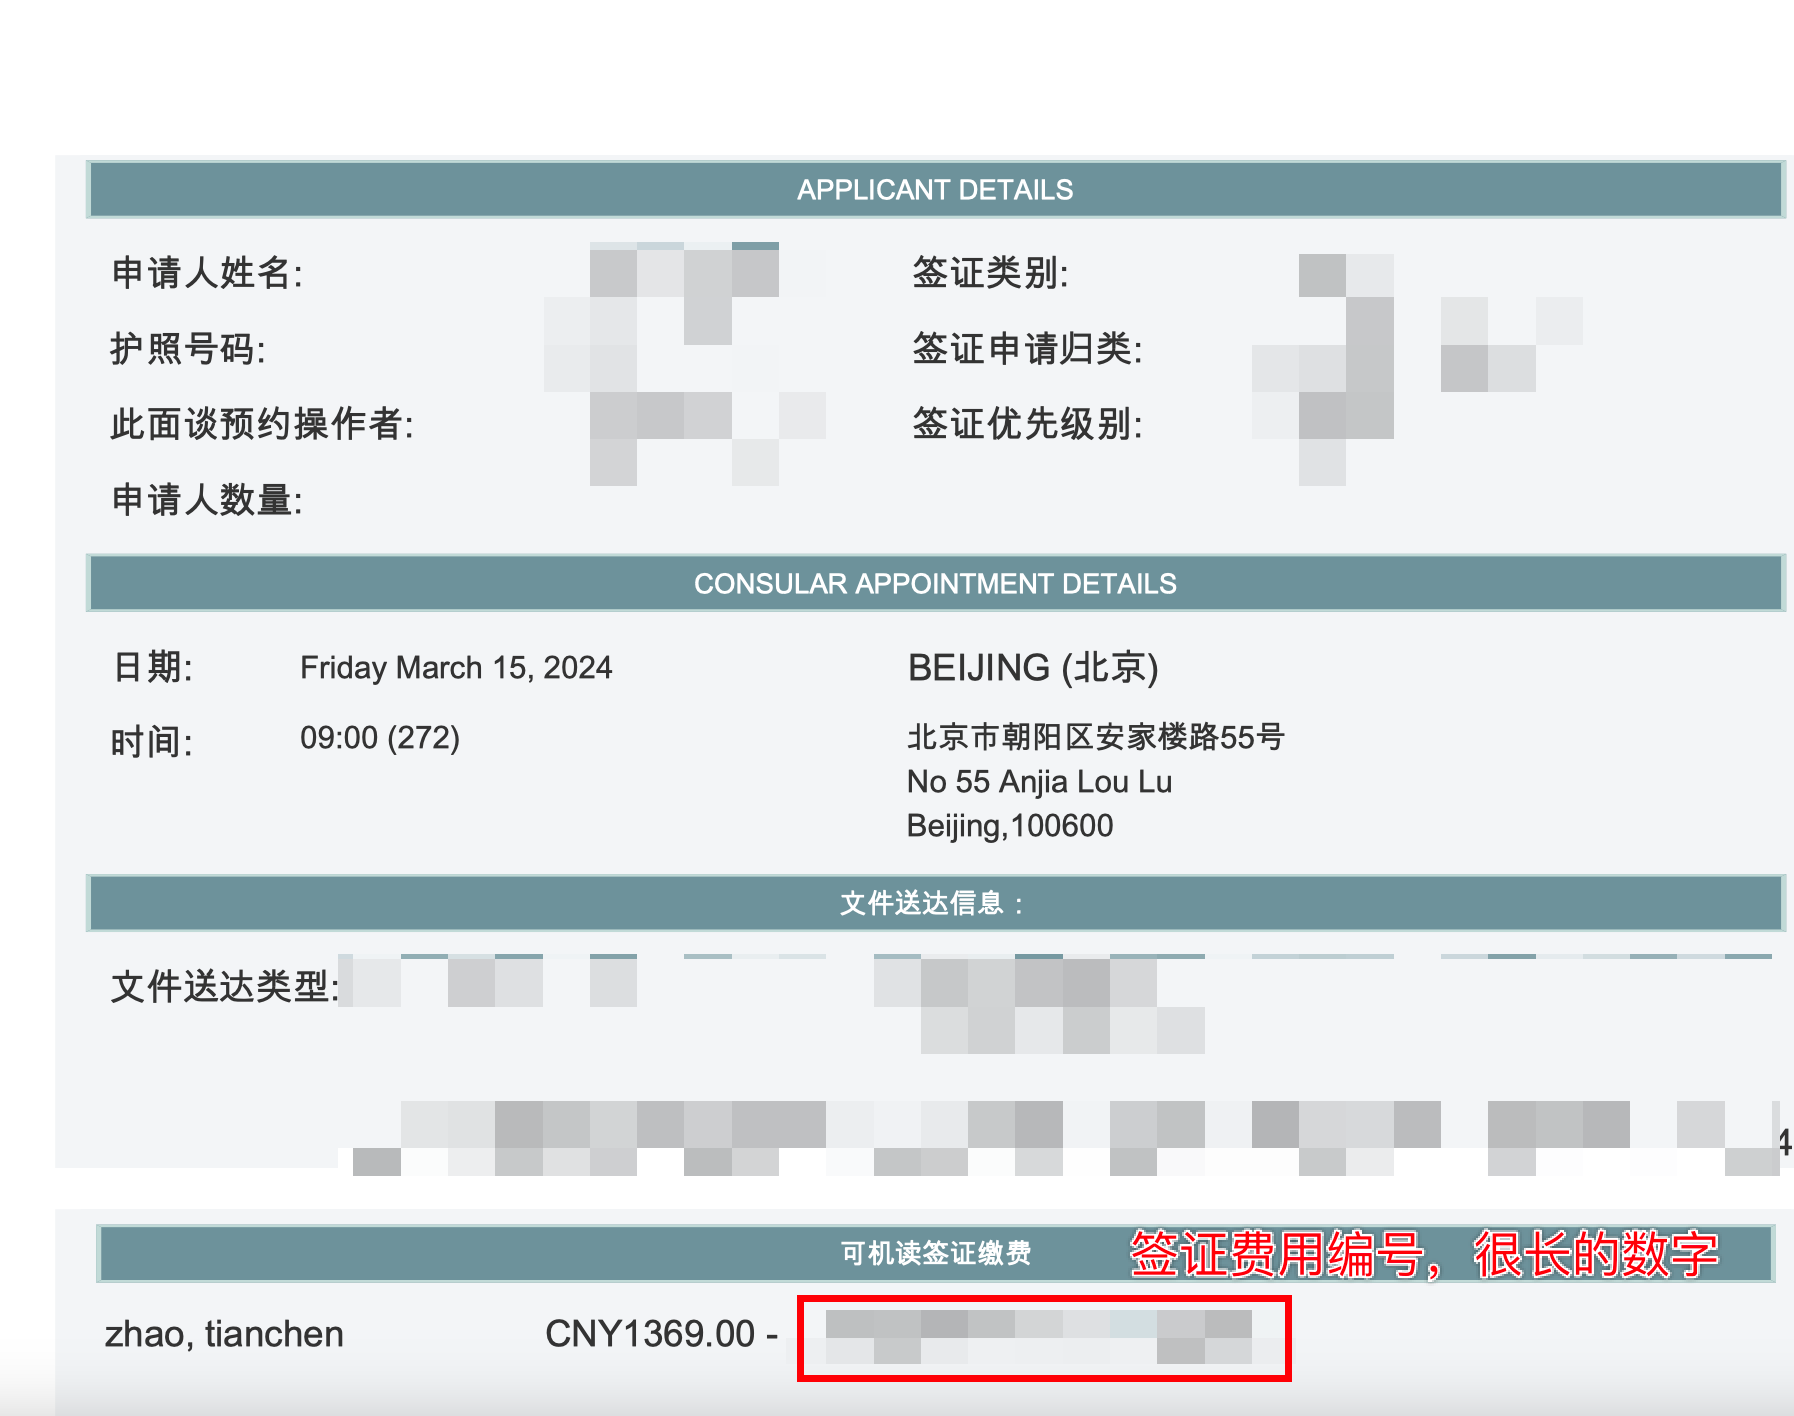 APPLICANT DETAILS
申请人姓名:
签证类别:
护照号码:
签证申请归类:
此面谈预约操作者:
签证优先级别:
申请人数量:
CONSULAR APPOINTMENT DETAILS
日期: Friday March 15, 2024
BEIJING (北京)
时间: 09:00 (272)
北京市朝阳区安家楼路55号
No 55 Anjia Lou Lu
Beijing,100600
文件送达信息：
文件送达类型:
4
可机读签证缴费
签证费用编号，很长的数字
zhao, tianchen CNY1369.00 -